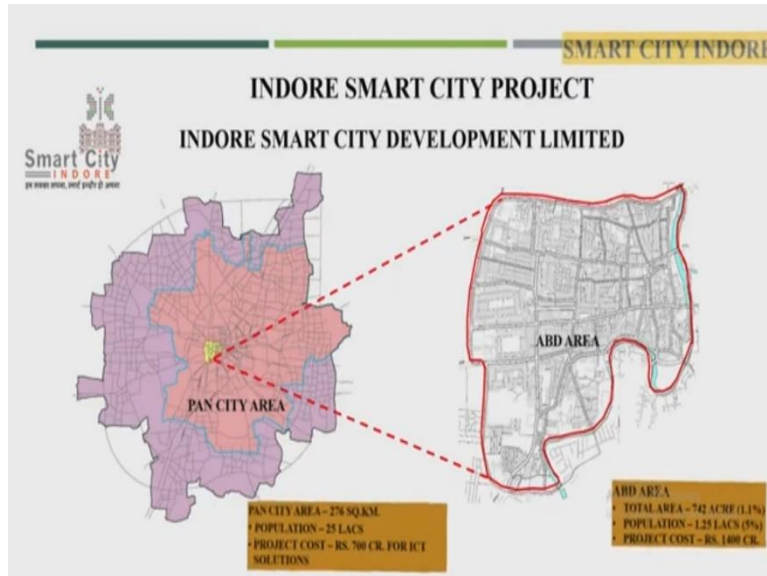 SMART CITY INDORE
INDORE SMART CITY PROJECT
INDORE SMART CITY DEVELOPMENT LIMITED
Smart City
INDORE
ABD AREA
PAN CITY AREA
PAN CITY AREA – 276 SQ.KM.
• POPULATION – 25 LACS
• PROJECT COST – RS. 700 CR. FOR ICT
SOLUTIONS
ABD AREA
• TOTAL AREA – 742 ACRE (1.1%)
• POPULATION – 1.25 LACS (5%)
• PROJECT COST – RS. 1400 CR.